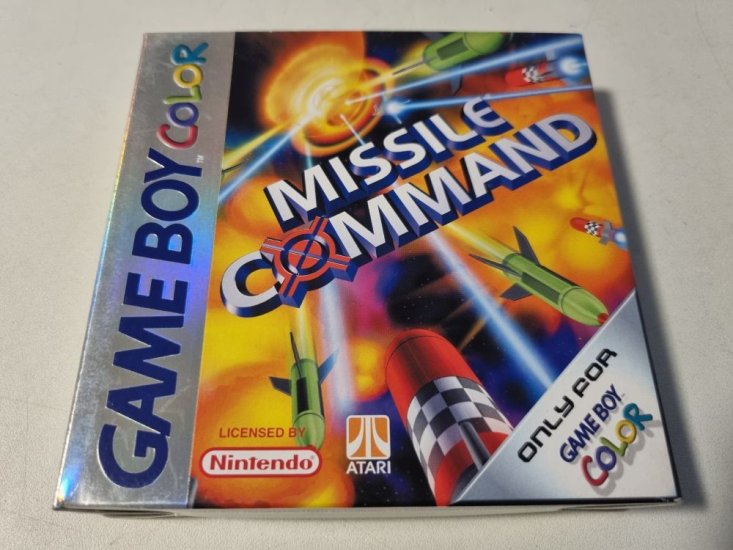 GAME BOY COLOR
TM
MISSILE
COMMAND
LICENSED BY
Nintendo
ATARI
ONLY FOR
GAME BOY
COLOR